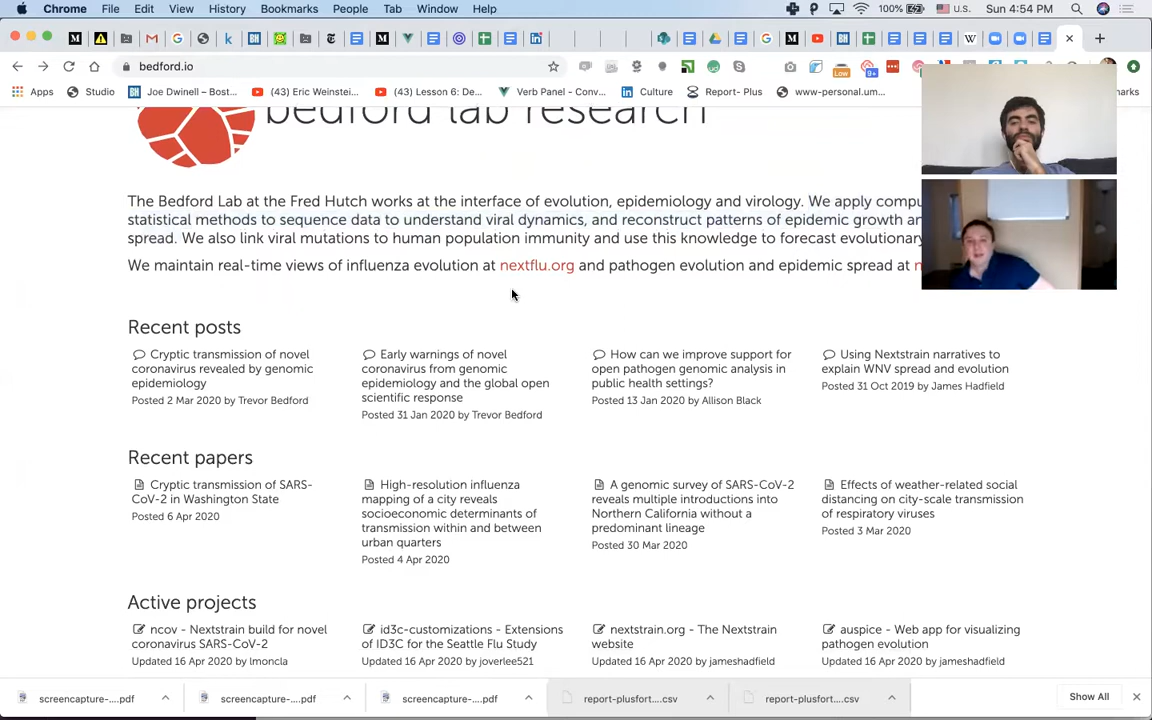 Chrome File Edit View History Bookmarks People Tab Window Help 100% U.S. Sun 4:54 PM
bedford.io Low 9+
Apps Studio Joe Dwinell – Bost... (43) Eric Weinstei... (43) Lesson 6: De... Verb Panel - Conv... Culture Report- Plus www-personal.um... marks
bedford lab research
The Bedford Lab at the Fred Hutch works at the interface of evolution, epidemiology and virology. We apply compu
statistical methods to sequence data to understand viral dynamics, and reconstruct patterns of epidemic growth an
spread. We also link viral mutations to human population immunity and use this knowledge to forecast evolutionary
We maintain real-time views of influenza evolution at nextflu.org and pathogen evolution and epidemic spread at n
Recent posts
Cryptic transmission of novel
coronavirus revealed by genomic
epidemiology
Posted 2 Mar 2020 by Trevor Bedford
Early warnings of novel
coronavirus from genomic
epidemiology and the global open
scientific response
Posted 31 Jan 2020 by Trevor Bedford
How can we improve support for
open pathogen genomic analysis in
public health settings?
Posted 13 Jan 2020 by Allison Black
Using Nextstrain narratives to
explain WNV spread and evolution
Posted 31 Oct 2019 by James Hadfield
Recent papers
Cryptic transmission of SARS-
CoV-2 in Washington State
Posted 6 Apr 2020
High-resolution influenza
mapping of a city reveals
socioeconomic determinants of
transmission within and between
urban quarters
Posted 4 Apr 2020
A genomic survey of SARS-CoV-2
reveals multiple introductions into
Northern California without a
predominant lineage
Posted 30 Mar 2020
Effects of weather-related social
distancing on city-scale transmission
of respiratory viruses
Posted 3 Mar 2020
Active projects
ncov - Nextstrain build for novel
coronavirus SARS-CoV-2
Updated 16 Apr 2020 by lmoncla
id3c-customizations - Extensions
of ID3C for the Seattle Flu Study
Updated 16 Apr 2020 by joverlee521
nextstrain.org - The Nextstrain
website
Updated 16 Apr 2020 by jameshadfield
auspice - Web app for visualizing
pathogen evolution
Updated 16 Apr 2020 by jameshadfield
screencapture-....pdf screencapture-....pdf screencapture-....pdf report-plusfort....csv report-plusfort....csv Show All